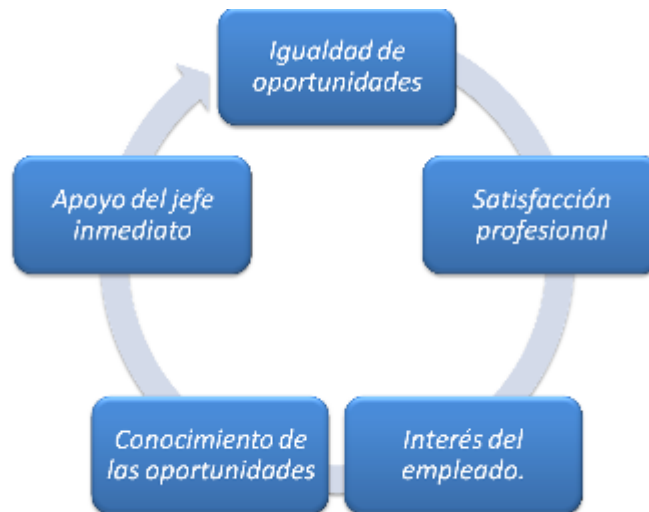 Igualdad de
oportunidades
Satisfacción
profesional
Interés del
empleado.
Conocimiento de
las oportunidades
Apoyo del jefe
inmediato